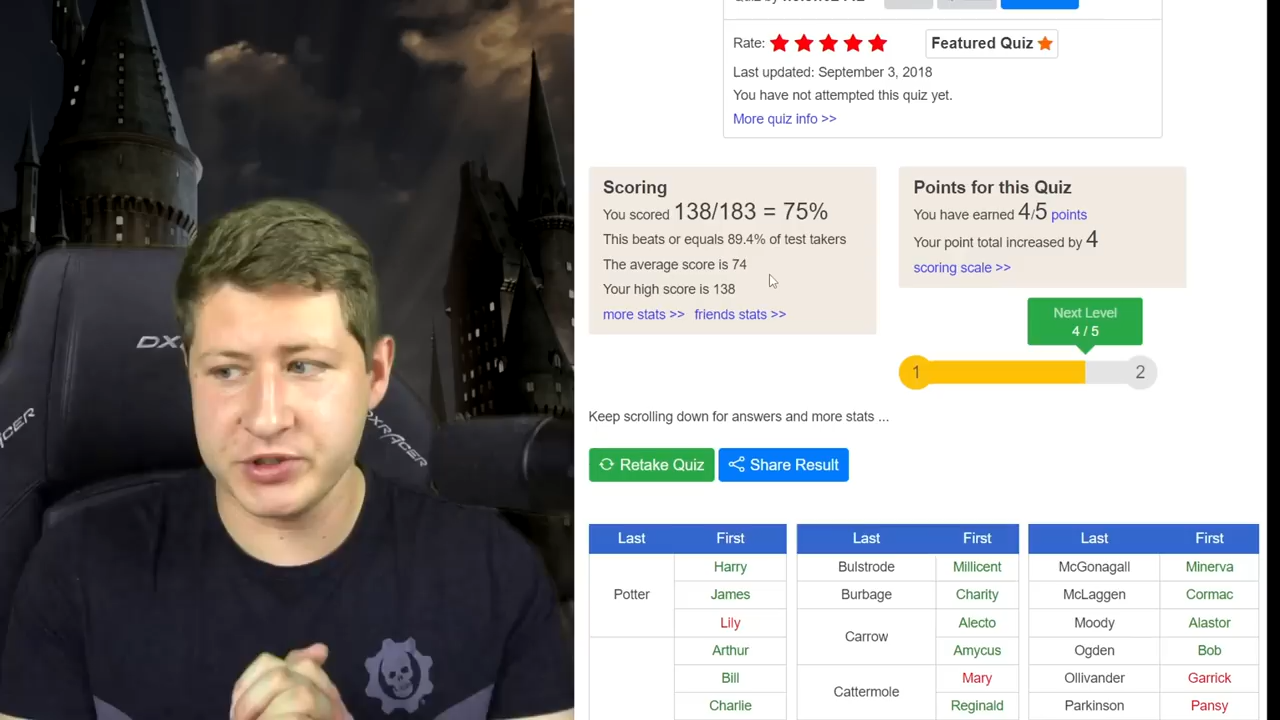 Quiz by
Rate:
Featured Quiz
Last updated: September 3, 2018
You have not attempted this quiz yet.
More quiz info >>
Scoring
You scored 138/183 = 75%
This beats or equals 89.4% of test takers
The average score is 74
Your high score is 138
more stats >> friends stats >>
Points for this Quiz
You have earned 4/5 points
Your point total increased by 4
scoring scale >>
Next Level
4 / 5
1 2
Keep scrolling down for answers and more stats ...
Retake Quiz Share Result
Last First
Potter
Harry
James
Lily
Arthur
Bill
Charlie
Last First
Bulstrode Millicent
Burbage Charity
Carrow
Alecto
Amycus
Cattermole
Mary
Reginald
Last First
McGonagall Minerva
McLaggen Cormac
Moody Alastor
Ogden Bob
Ollivander Garrick
Parkinson Pansy
DXRACER